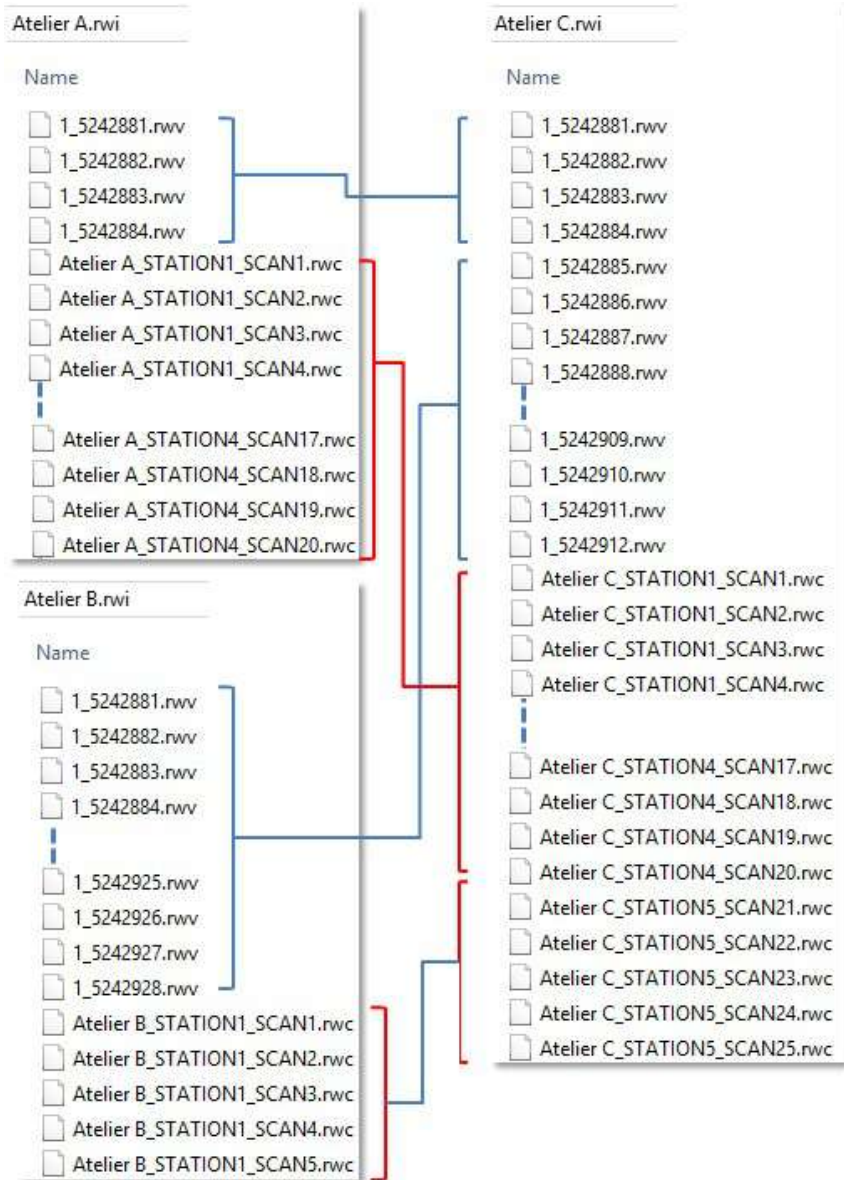 Atelier A.rwi
Name
1_5242881.rwv
1_5242882.rwv
1_5242883.rwv
1_5242884.rwv
Atelier A_STATION1_SCAN1.rwc
Atelier A_STATION1_SCAN2.rwc
Atelier A_STATION1_SCAN3.rwc
Atelier A_STATION1_SCAN4.rwc
Atelier A_STATION4_SCAN17.rwc
Atelier A_STATION4_SCAN18.rwc
Atelier A_STATION4_SCAN19.rwc
Atelier A_STATION4_SCAN20.rwc
Atelier B.rwi
Name
1_5242881.rwv
1_5242882.rwv
1_5242883.rwv
1_5242884.rwv
1_5242925.rwv
1_5242926.rwv
1_5242927.rwv
1_5242928.rwv
Atelier B_STATION1_SCAN1.rwc
Atelier B_STATION1_SCAN2.rwc
Atelier B_STATION1_SCAN3.rwc
Atelier B_STATION1_SCAN4.rwc
Atelier B_STATION1_SCAN5.rwc
Atelier C.rwi
Name
1_5242881.rwv
1_5242882.rwv
1_5242883.rwv
1_5242884.rwv
1_5242885.rwv
1_5242886.rwv
1_5242887.rwv
1_5242888.rwv
1_5242909.rwv
1_5242910.rwv
1_5242911.rwv
1_5242912.rwv
Atelier C_STATION1_SCAN1.rwc
Atelier C_STATION1_SCAN2.rwc
Atelier C_STATION1_SCAN3.rwc
Atelier C_STATION1_SCAN4.rwc
Atelier C_STATION4_SCAN17.rwc
Atelier C_STATION4_SCAN18.rwc
Atelier C_STATION4_SCAN19.rwc
Atelier C_STATION4_SCAN20.rwc
Atelier C_STATION5_SCAN21.rwc
Atelier C_STATION5_SCAN22.rwc
Atelier C_STATION5_SCAN23.rwc
Atelier C_STATION5_SCAN24.rwc
Atelier C_STATION5_SCAN25.rwc